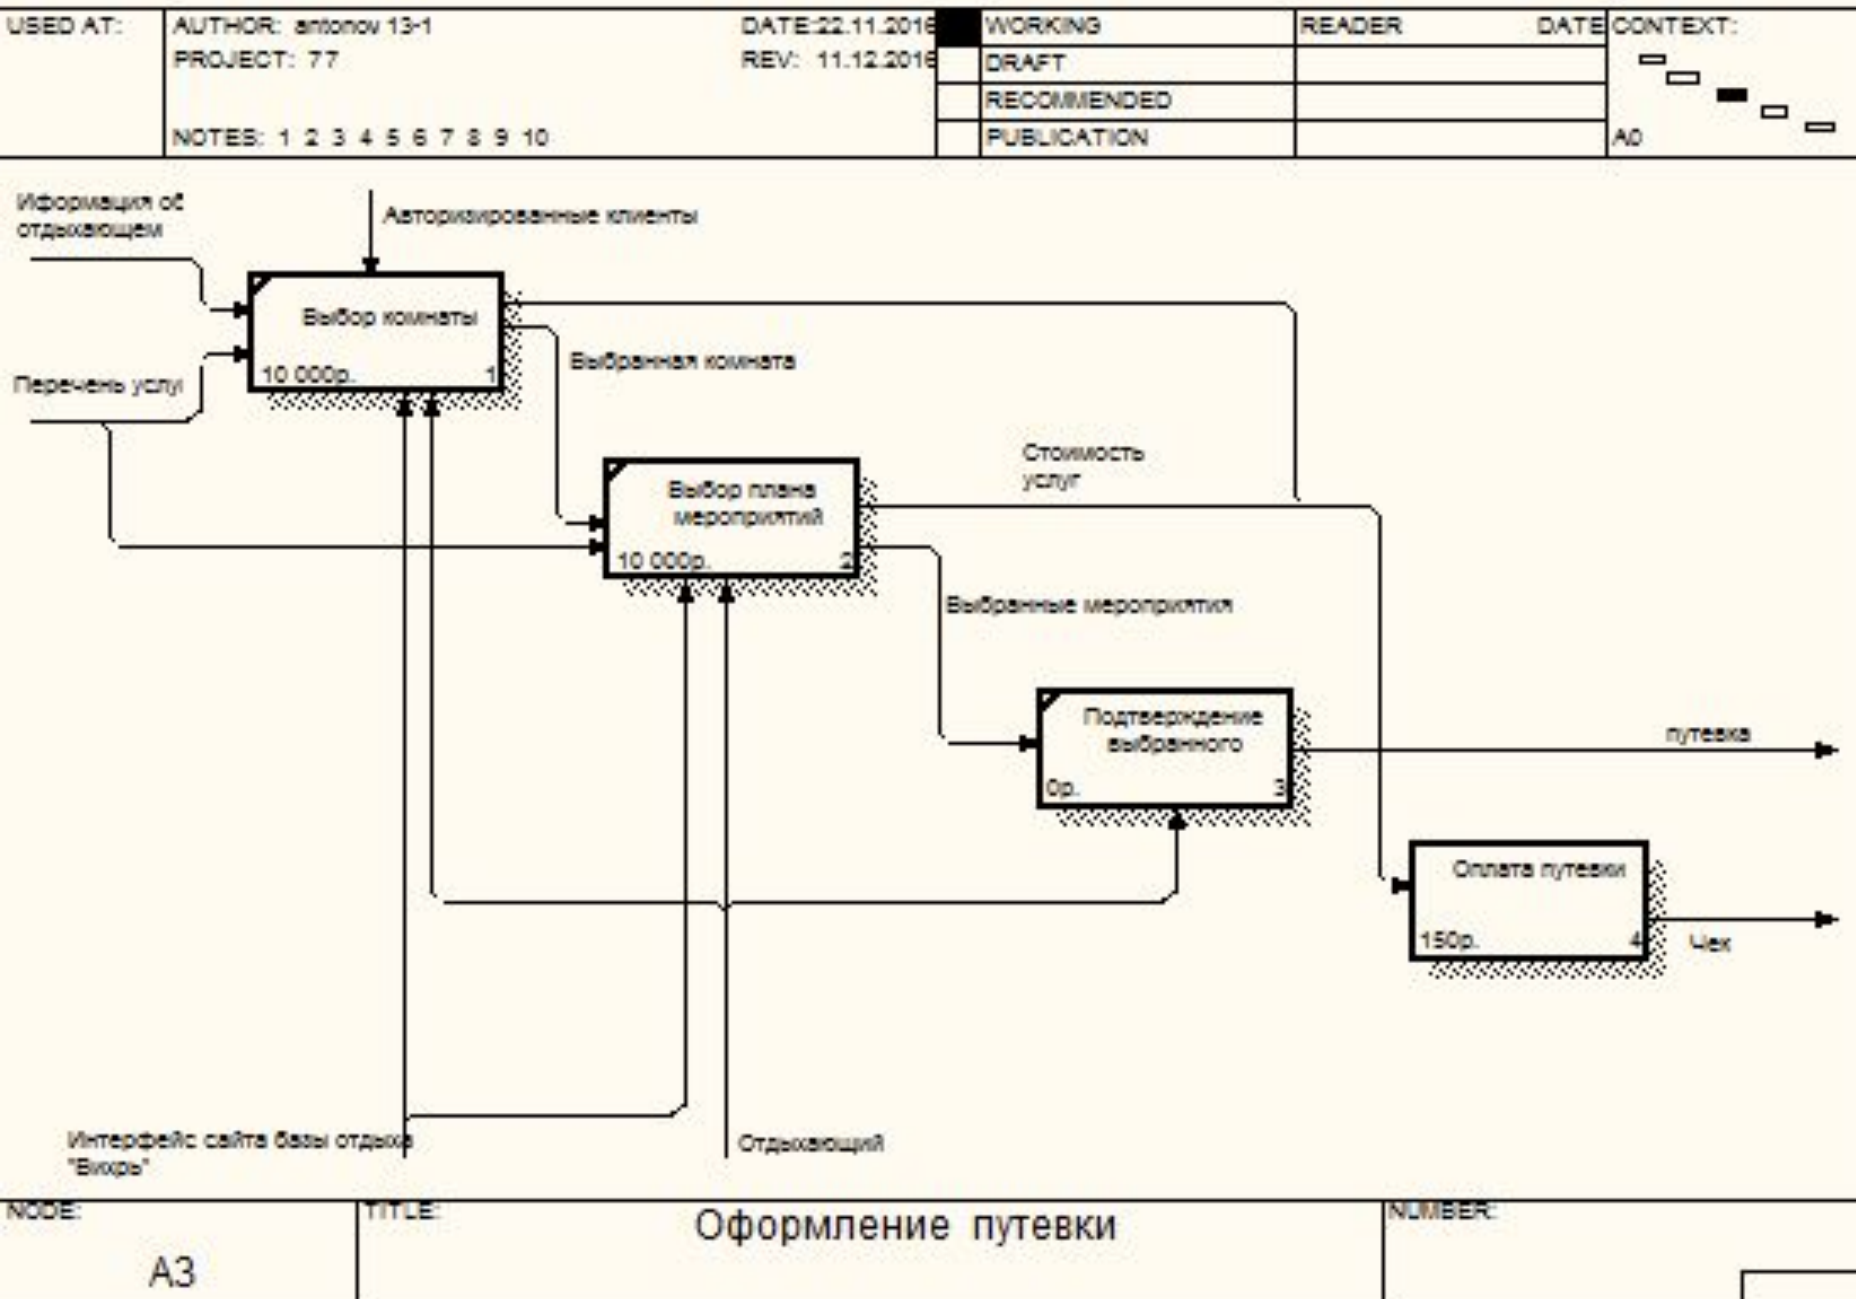 USED AT:
AUTHOR: antonov 13-1
DATE:22.11.2016
WORKING
READER
DATE
CONTEXT:
PROJECT: 77
REV: 11.12.2016
DRAFT
RECOMMENDED
NOTES: 1 2 3 4 5 6 7 8 9 10
PUBLICATION
A0
Иформация об
отдыхающем
Авторизированные клиенты
Выбор комнаты
10 000р.
1
Выбранная комната
Перечень услуг
Стоимость
услуг
Выбор плана
мероприятий
10 000р.
2
Выбранные мероприятия
Подтверждение
выбранного
0р.
3
путевка
Оплата путевки
150р.
4
Чек
Интерфейс сайта базы отдыха
"Вихрь"
Отдыхающий
NODE:
A3
TITLE:
Оформление путевки
NUMBER: